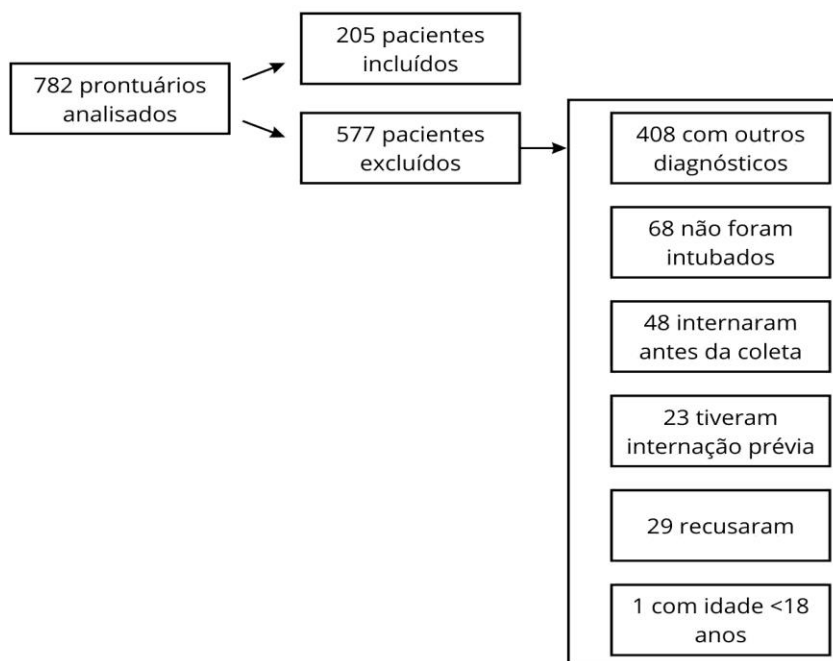 205 pacientes
incluídos
782 prontuários
analisados
577 pacientes
excluídos
408 com outros
diagnósticos
68 não foram
intubados
48 internaram
antes da coleta
23 tiveram
internação prévia
29 recusaram
1 com idade <18
anos